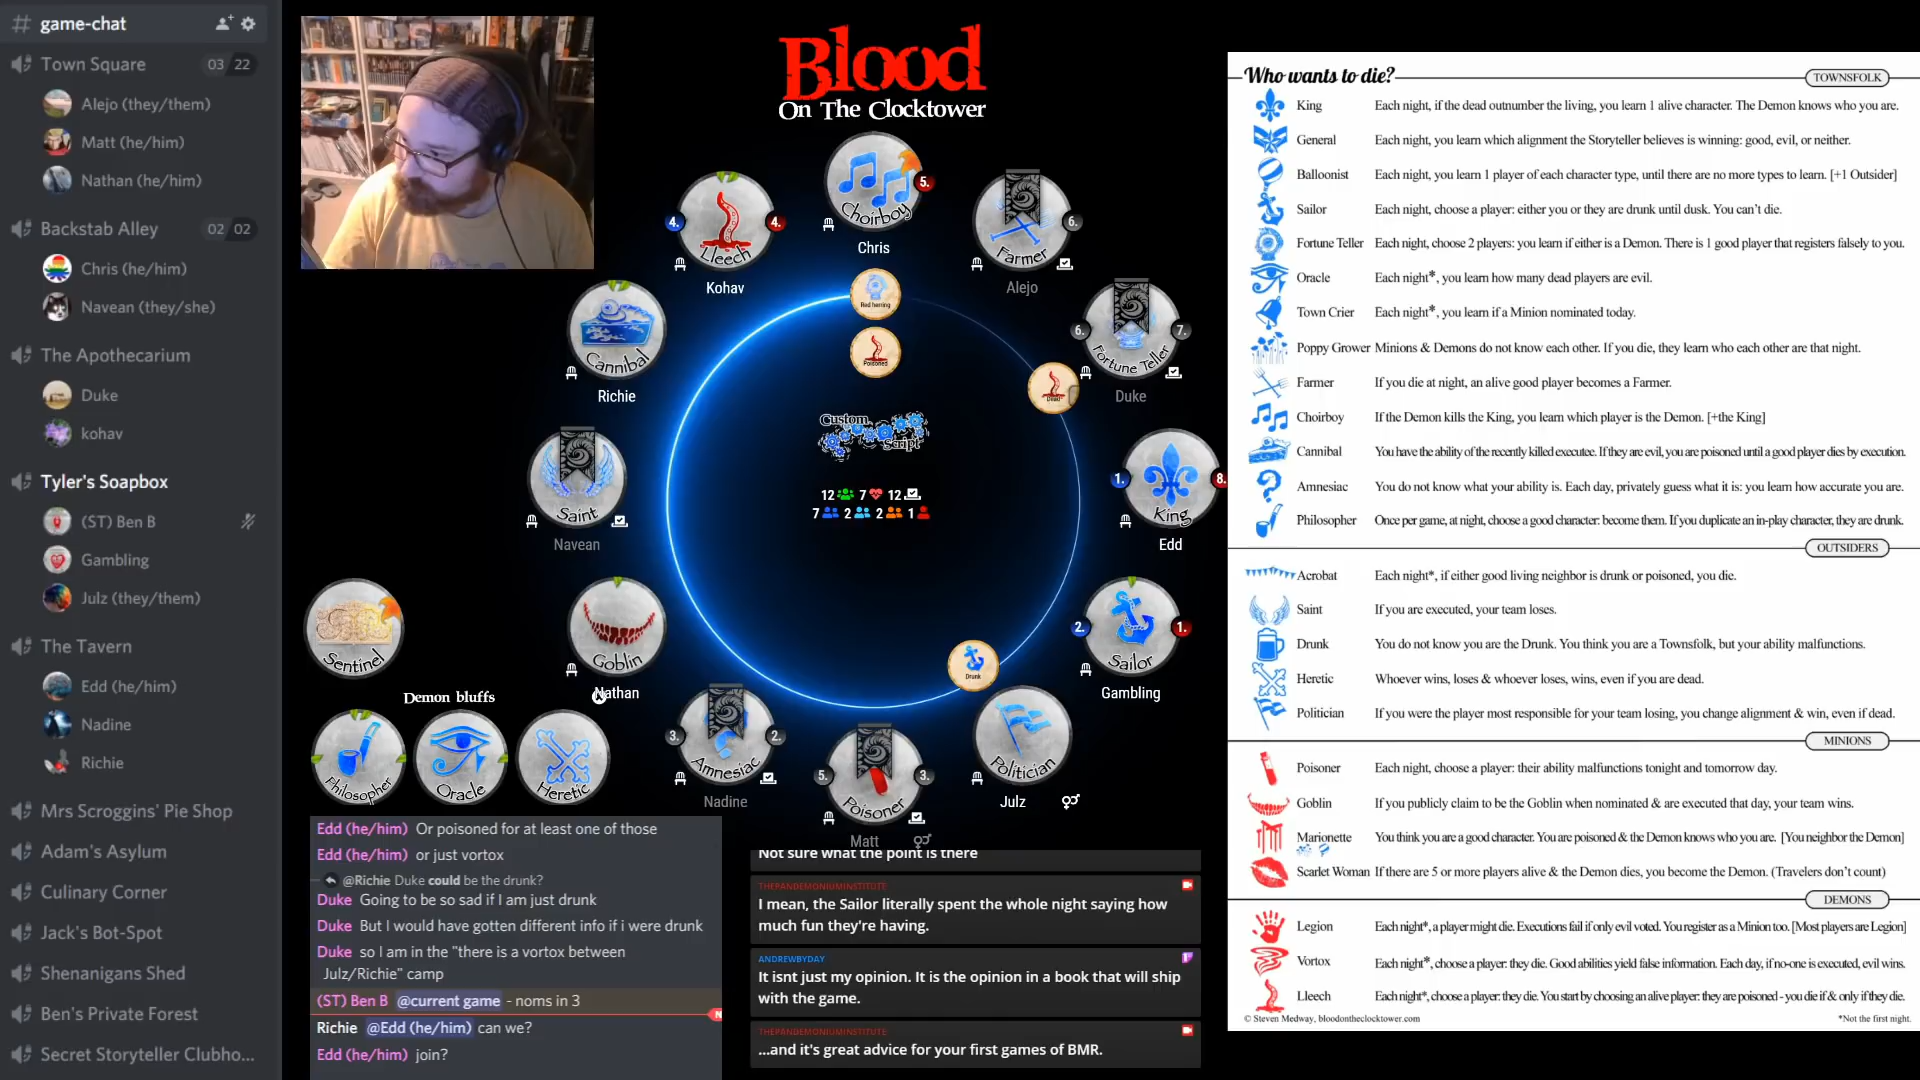 # game-chat
Town Square 03 22
Alejo (they/them)
Matt (he/him)
Nathan (he/him)
Backstab Alley 02 02
Chris (he/him)
Navean (they/she)
The Apothecarium
Duke
kohav
Tyler's Soapbox
(ST) Ben B
Gambling
Julz (they/them)
The Tavern
Edd (he/him)
Nadine
Richie
Mrs Scroggins' Pie Shop
Adam's Asylum
Culinary Corner
Jack's Bot-Spot
Shenanigans Shed
Ben's Private Forest
Secret Storyteller Clubho...
Blood
On The Clocktower
Choirboy
5.
Chris
Farmer
6.
Alejo
6.
Fortune Teller
7.
Duke
1.
King
8.
Edd
2.
Sailor
1.
Gambling
Politician
Julz
5.
Poisoner
3.
Matt
3.
Amnesiac
2.
Nadine
Goblin
Nathan
Saint
Navean
Cannibal
Richie
4.
Lleech
4.
Kohav
Red herring
Poisoned
Dead
Drunk
Custom
Script
12 7 12
7 2 2 1
Sentinel
Demon bluffs
Philosopher
Oracle
Heretic
Edd (he/him) Or poisoned for at least one of those
Edd (he/him) or just vortox
@Richie Duke could be the drunk?
Duke Going to be so sad if I am just drunk
Duke But I would have gotten different info if i were drunk
Duke so I am in the "there is a vortox between
Julz/Richie" camp
(ST) Ben B @current game - noms in 3
Richie @Edd (he/him) can we?
Edd (he/him) join?
Not sure what the point is there
THEPANDEMONIUMINSTITUTE
I mean, the Sailor literally spent the whole night saying how
much fun they're having.
ANDREWBYDAY
It isnt just my opinion. It is the opinion in a book that will ship
with the game.
THEPANDEMONIUMINSTITUTE
...and it's great advice for your first games of BMR.
Who wants to die?
TOWNSFOLK
King Each night, if the dead outnumber the living, you learn 1 alive character. The Demon knows who you are.
General Each night, you learn which alignment the Storyteller believes is winning: good, evil, or neither.
Balloonist Each night, you learn 1 player of each character type, until there are no more types to learn. [+1 Outsider]
Sailor Each night, choose a player: either you or they are drunk until dusk. You can't die.
Fortune Teller Each night, choose 2 players: you learn if either is a Demon. There is 1 good player that registers falsely to you.
Oracle Each night*, you learn how many dead players are evil.
Town Crier Each night*, you learn if a Minion nominated today.
Poppy Grower Minions & Demons do not know each other. If you die, they learn who each other are that night.
Farmer If you die at night, an alive good player becomes a Farmer.
Choirboy If the Demon kills the King, you learn which player is the Demon. [+the King]
Cannibal You have the ability of the recently killed executee. If they are evil, you are poisoned until a good player dies by execution.
Amnesiac You do not know what your ability is. Each day, privately guess what it is: you learn how accurate you are.
Philosopher Once per game, at night, choose a good character: become them. If you duplicate an in-play character, they are drunk.
OUTSIDERS
Acrobat Each night*, if either good living neighbor is drunk or poisoned, you die.
Saint If you are executed, your team loses.
Drunk You do not know you are the Drunk. You think you are a Townsfolk, but your ability malfunctions.
Heretic Whoever wins, loses & whoever loses, wins, even if you are dead.
Politician If you were the player most responsible for your team losing, you change alignment & win, even if dead.
MINIONS
Poisoner Each night, choose a player: their ability malfunctions tonight and tomorrow day.
Goblin If you publicly claim to be the Goblin when nominated & are executed that day, your team wins.
Marionette You think you are a good character. You are poisoned & the Demon knows who you are. [You neighbor the Demon]
Scarlet Woman If there are 5 or more players alive & the Demon dies, you become the Demon. (Travelers don't count)
DEMONS
Legion Each night*, a player might die. Executions fail if only evil voted. You register as a Minion too. [Most players are Legion]
Vortox Each night*, choose a player: they die. Good abilities yield false information. Each day, if no-one is executed, evil wins.
Lleech Each night*, choose a player: they die. You start by choosing an alive player: they are poisoned - you die if & only if they die.
© Steven Medway, bloodontheclocktower.com *Not the first night.